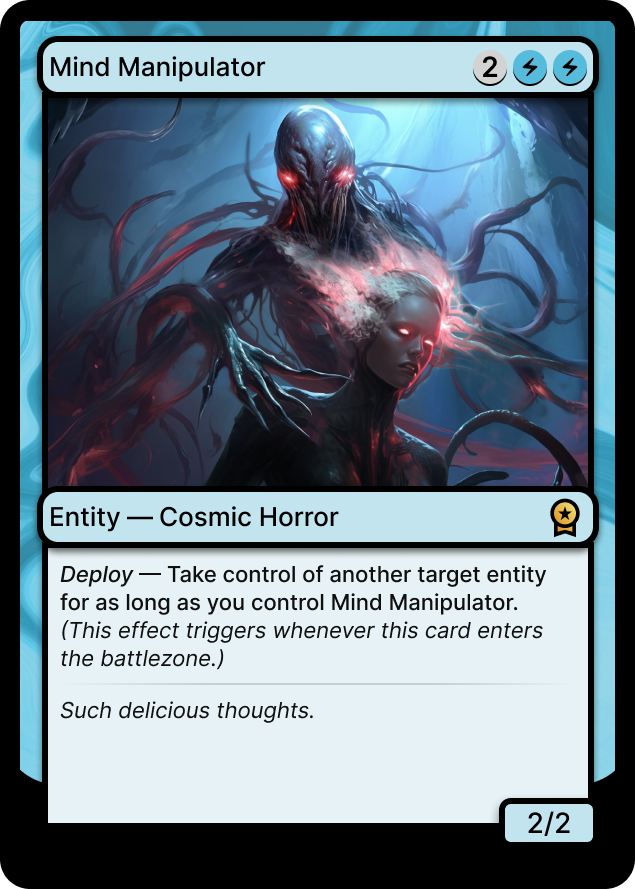 Mind Manipulator 2
Entity — Cosmic Horror
Deploy — Take control of another target entity
for as long as you control Mind Manipulator.
(This effect triggers whenever this card enters
the battlezone.)
Such delicious thoughts.
2/2